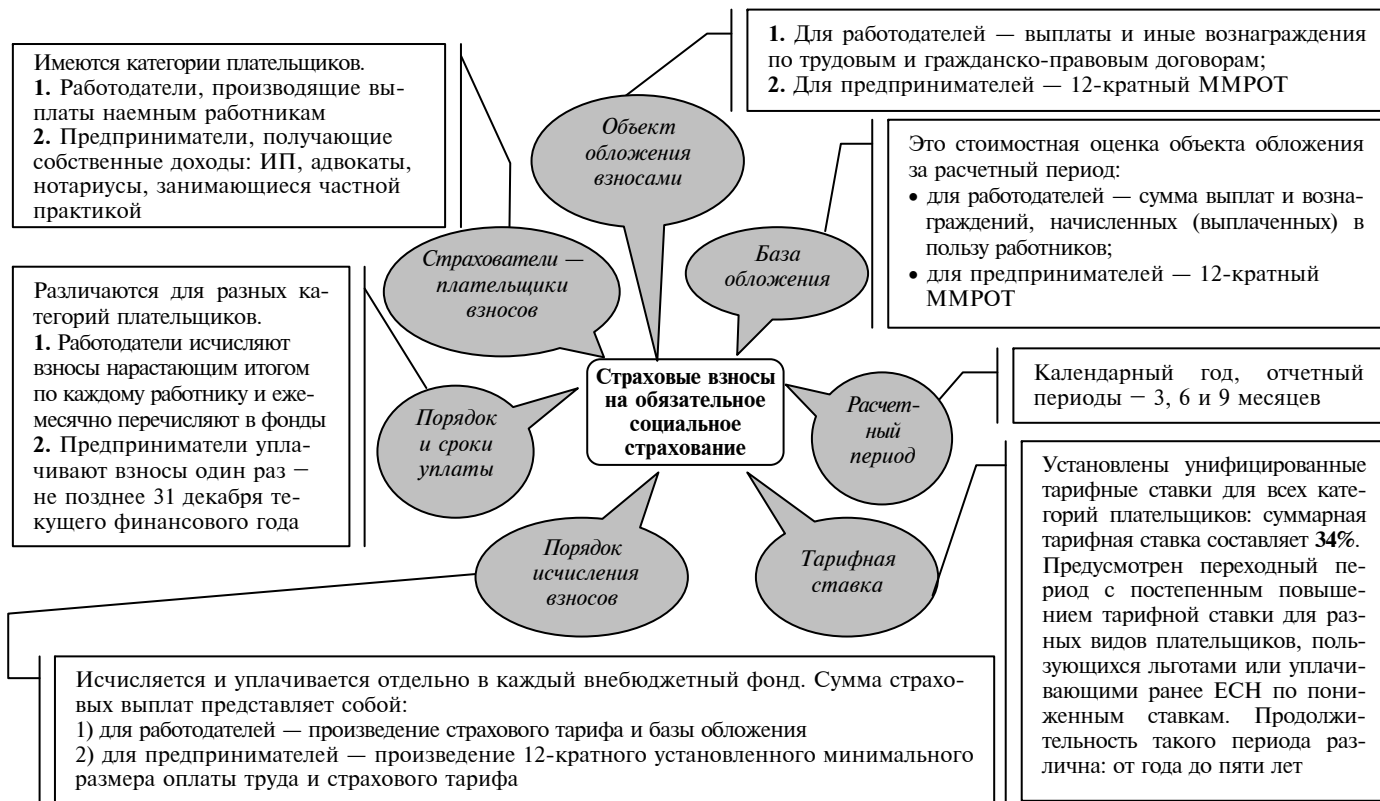 1. Для работодателей — выплаты и иные вознаграждения
по трудовым и гражданско-правовым договорам;
2. Для предпринимателей — 12-кратный ММРОТ
Имеются категории плательщиков.
1. Работодатели, производящие вы-
платы наемным работникам
2. Предприниматели, получающие
собственные доходы: ИП, адвокаты,
нотариусы, занимающиеся частной
практикой
Объект
обложения
взносами
Это стоимостная оценка объекта обложения
за расчетный период:
• для работодателей — сумма выплат и возна-
граждений, начисленных (выплаченных) в
пользу работников;
• для предпринимателей — 12-кратный
ММРОТ
Страхователи —
плательщики
взносов
База
обложения
Различаются для разных ка-
тегорий плательщиков.
1. Работодатели исчисляют
взносы нарастающим итогом
по каждому работнику и еже-
месячно перечисляют в фонды
2. Предприниматели упла-
чивают взносы один раз —
не позднее 31 декабря те-
кущего финансового года
Порядок
и сроки
уплаты
Страховые взносы
на обязательное
социальное
страхование
Расчет-
ный
период
Календарный год, отчетный
периоды — 3, 6 и 9 месяцев
Порядок
исчисления
взносов
Тарифная
ставка
Установлены унифицированные
тарифные ставки для всех кате-
горий плательщиков: суммарная
тарифная ставка составляет 34%.
Предусмотрен переходный пе-
риод с постепенным повыше-
нием тарифной ставки для раз-
ных видов плательщиков, поль-
зующихся льготами или уплачи-
вающими ранее ЕСН по пони-
женным ставкам. Продолжи-
тельность такого периода раз-
лична: от года до пяти лет
Исчисляется и уплачивается отдельно в каждый внебюджетный фонд. Сумма страхо-
вых выплат представляет собой:
1) для работодателей — произведение страхового тарифа и базы обложения
2) для предпринимателей — произведение 12-кратного установленного минимального
размера оплаты труда и страхового тарифа